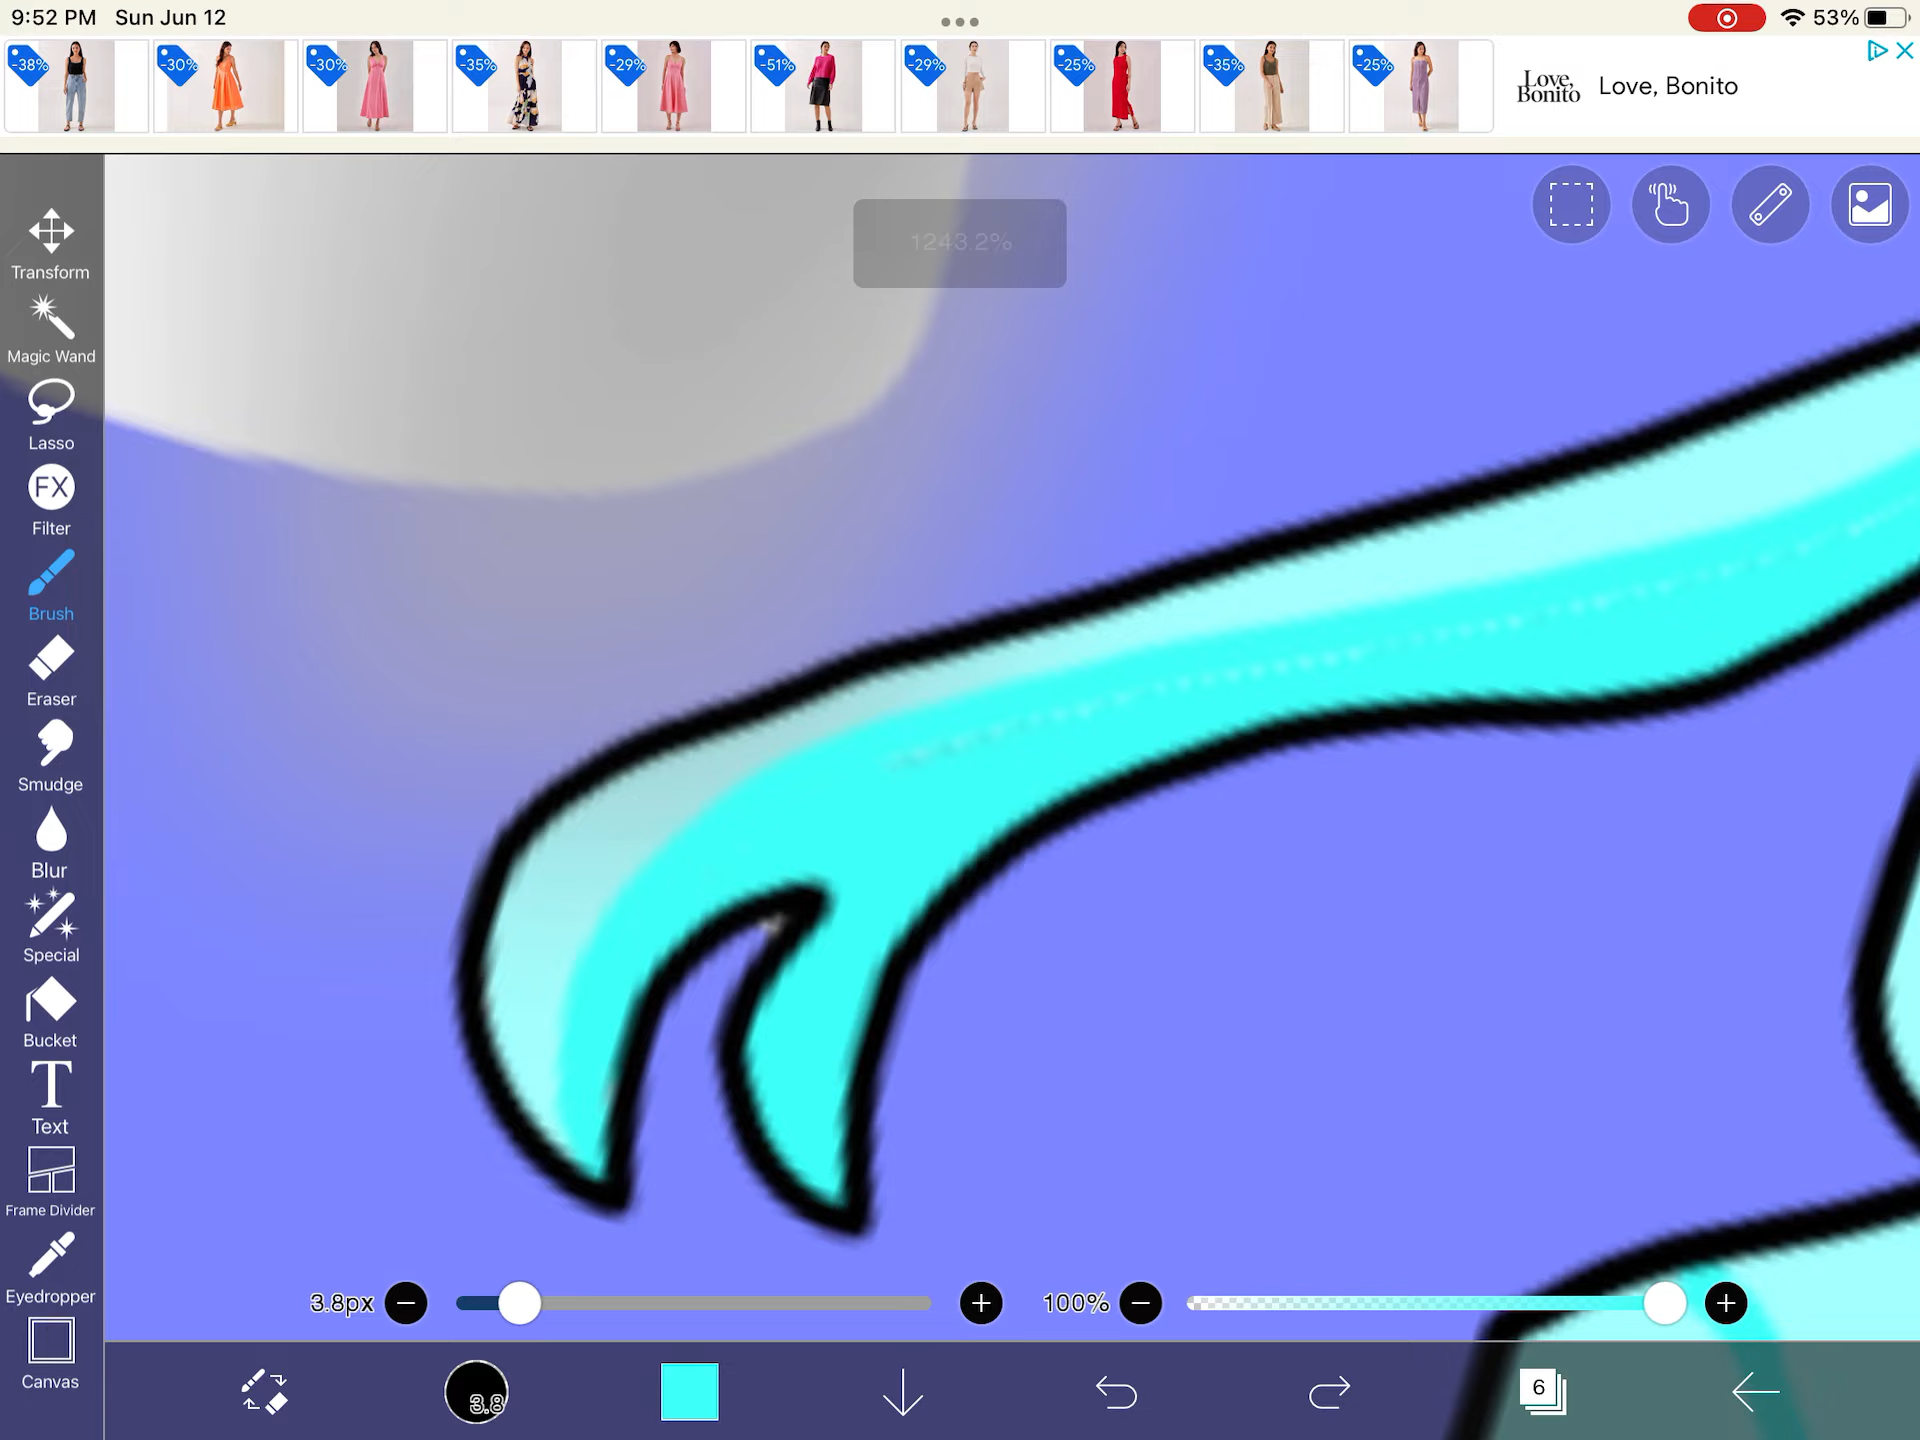 9:52 PM Sun Jun 12
53%
-38%
-30%
-30%
-35%
-29%
-51%
-29%
-25%
-35%
-25%
Love,
Bonito
Love, Bonito
1243.2%
Transform
Magic Wand
Lasso
FX
Filter
Brush
Eraser
Smudge
Blur
Special
Bucket
T
Text
Frame Divider
Eyedropper
Canvas
3.8px
100%
3.8
6